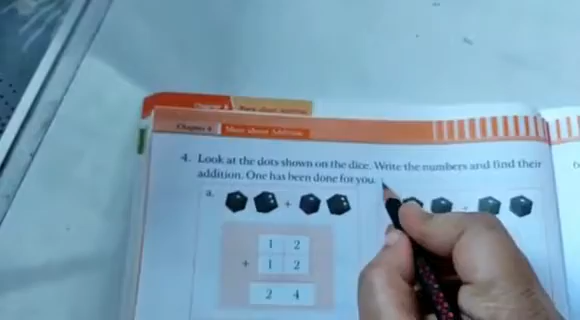 Chapter 4 More about Addition
4. Look at the dots shown on the dice. Write the numbers and find their
addition. One has been done for you.
a.
+
1 2
+ 1 2
2 4